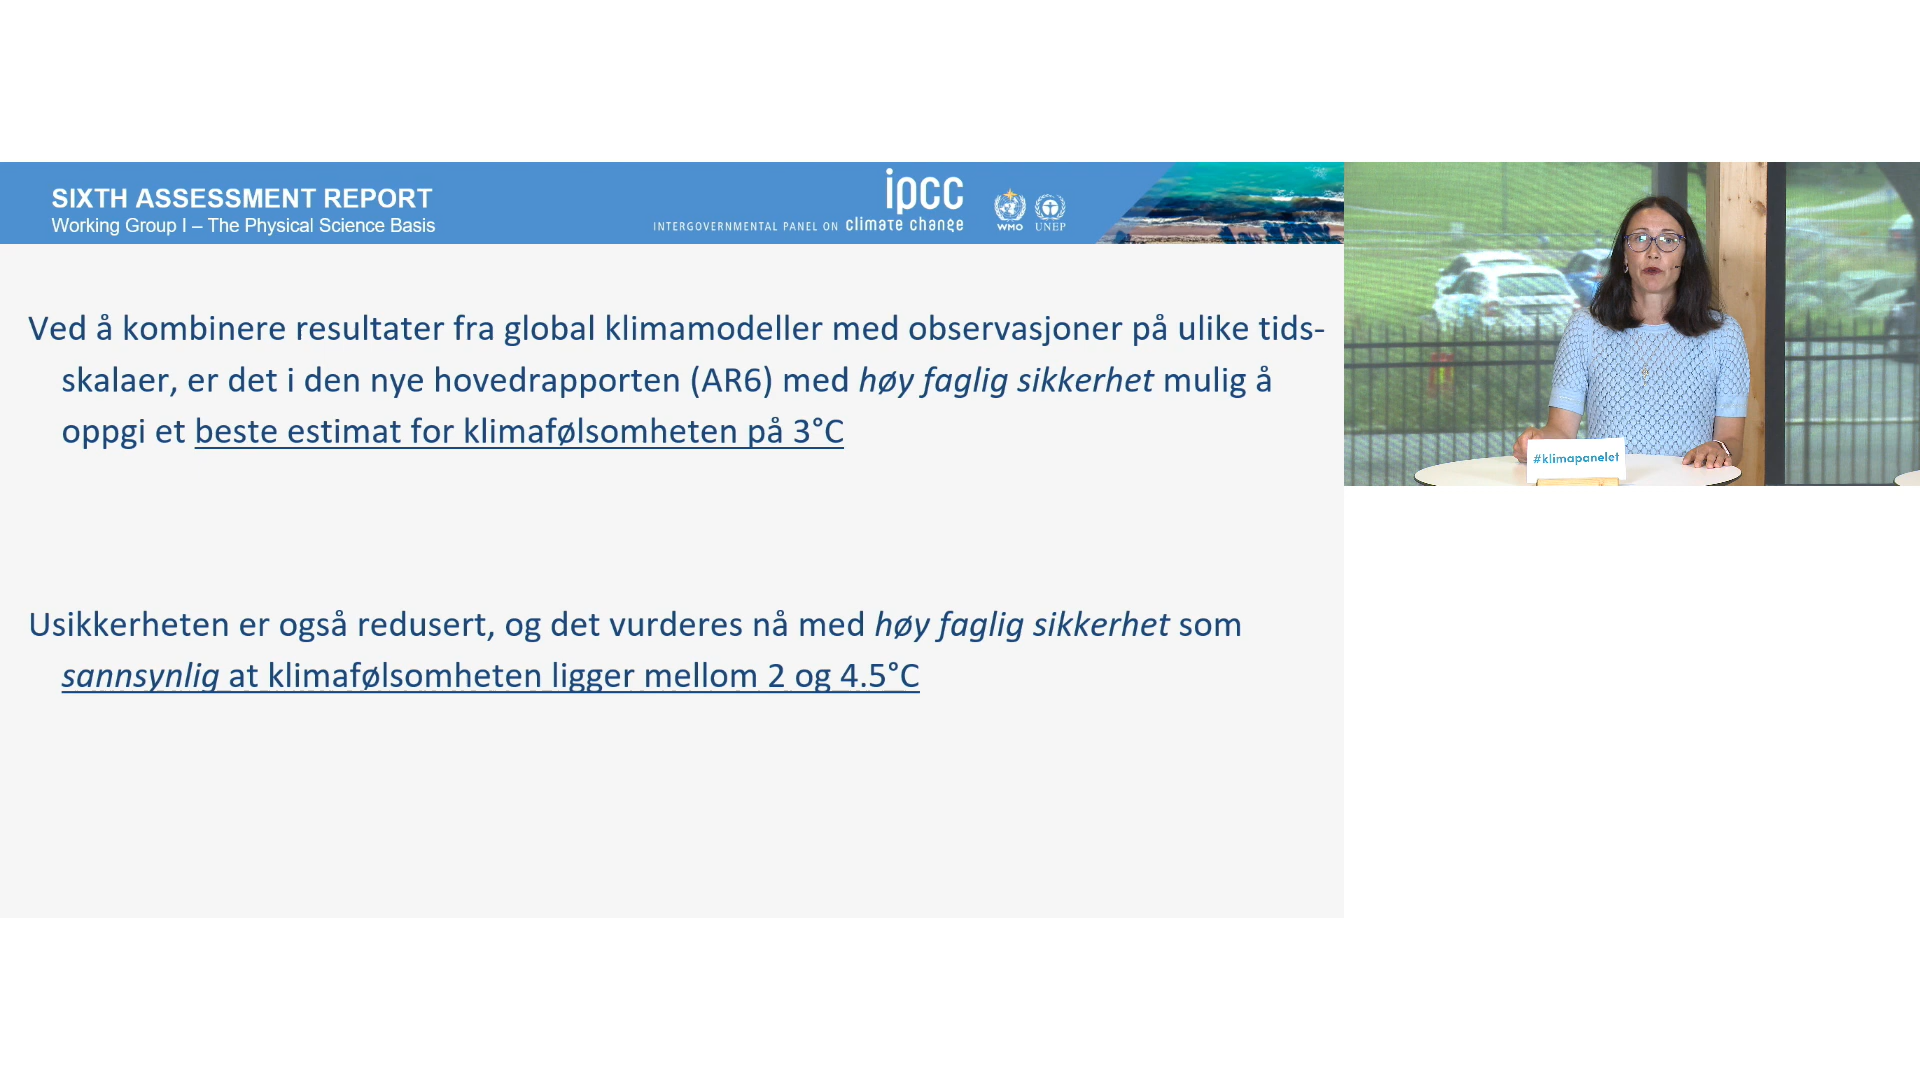 SIXTH ASSESSMENT REPORT
Working Group I – The Physical Science Basis
ipcc
INTERGOVERNMENTAL PANEL ON climate change
WMO
UNEP
Ved å kombinere resultater fra global klimamodeller med observasjoner på ulike tids-
skalaer, er det i den nye hovedrapporten (AR6) med høy faglig sikkerhet mulig å
oppgi et beste estimat for klimafølsomheten på 3°C
Usikkerheten er også redusert, og det vurderes nå med høy faglig sikkerhet som
sannsynlig at klimafølsomheten ligger mellom 2 og 4.5°C
#klimapanelet